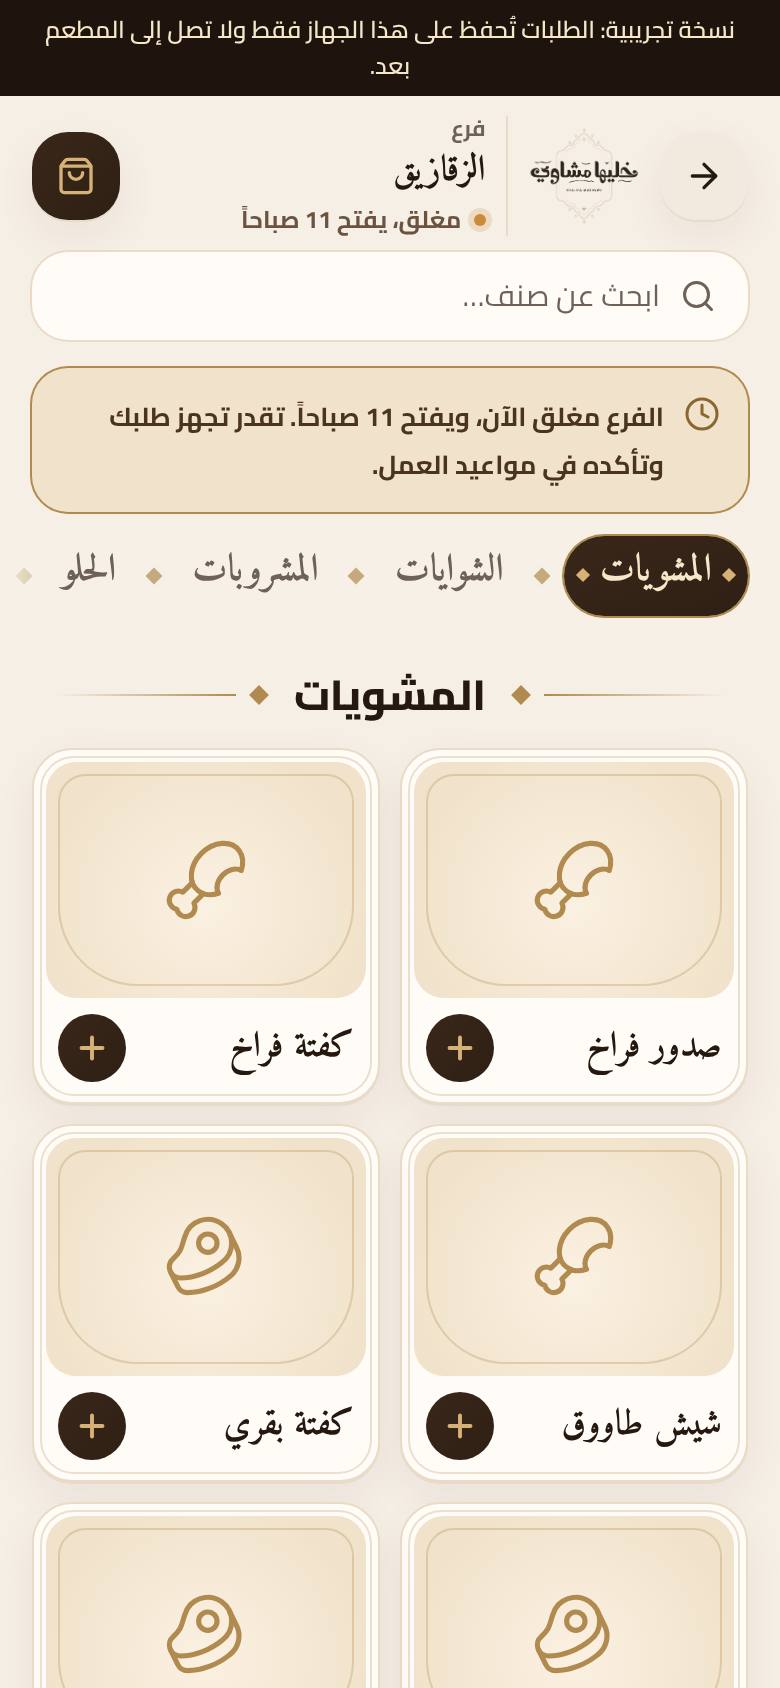 نسخة تجريبية: الطلبات تُحفظ على هذا الجهاز فقط ولا تصل إلى المطعم
بعد.
خليها مشاوي
فرع
الزقازيق
مغلق، يفتح 11 صباحاً
ابحث عن صنف...
الفرع مغلق الآن، ويفتح 11 صباحاً. تقدر تجهز طلبك
وتأكده في مواعيد العمل.
المشويات
الشوايات
المشروبات
الحلو
المشويات
صدور فراخ
كفتة فراخ
شيش طاووق
كفتة بقري